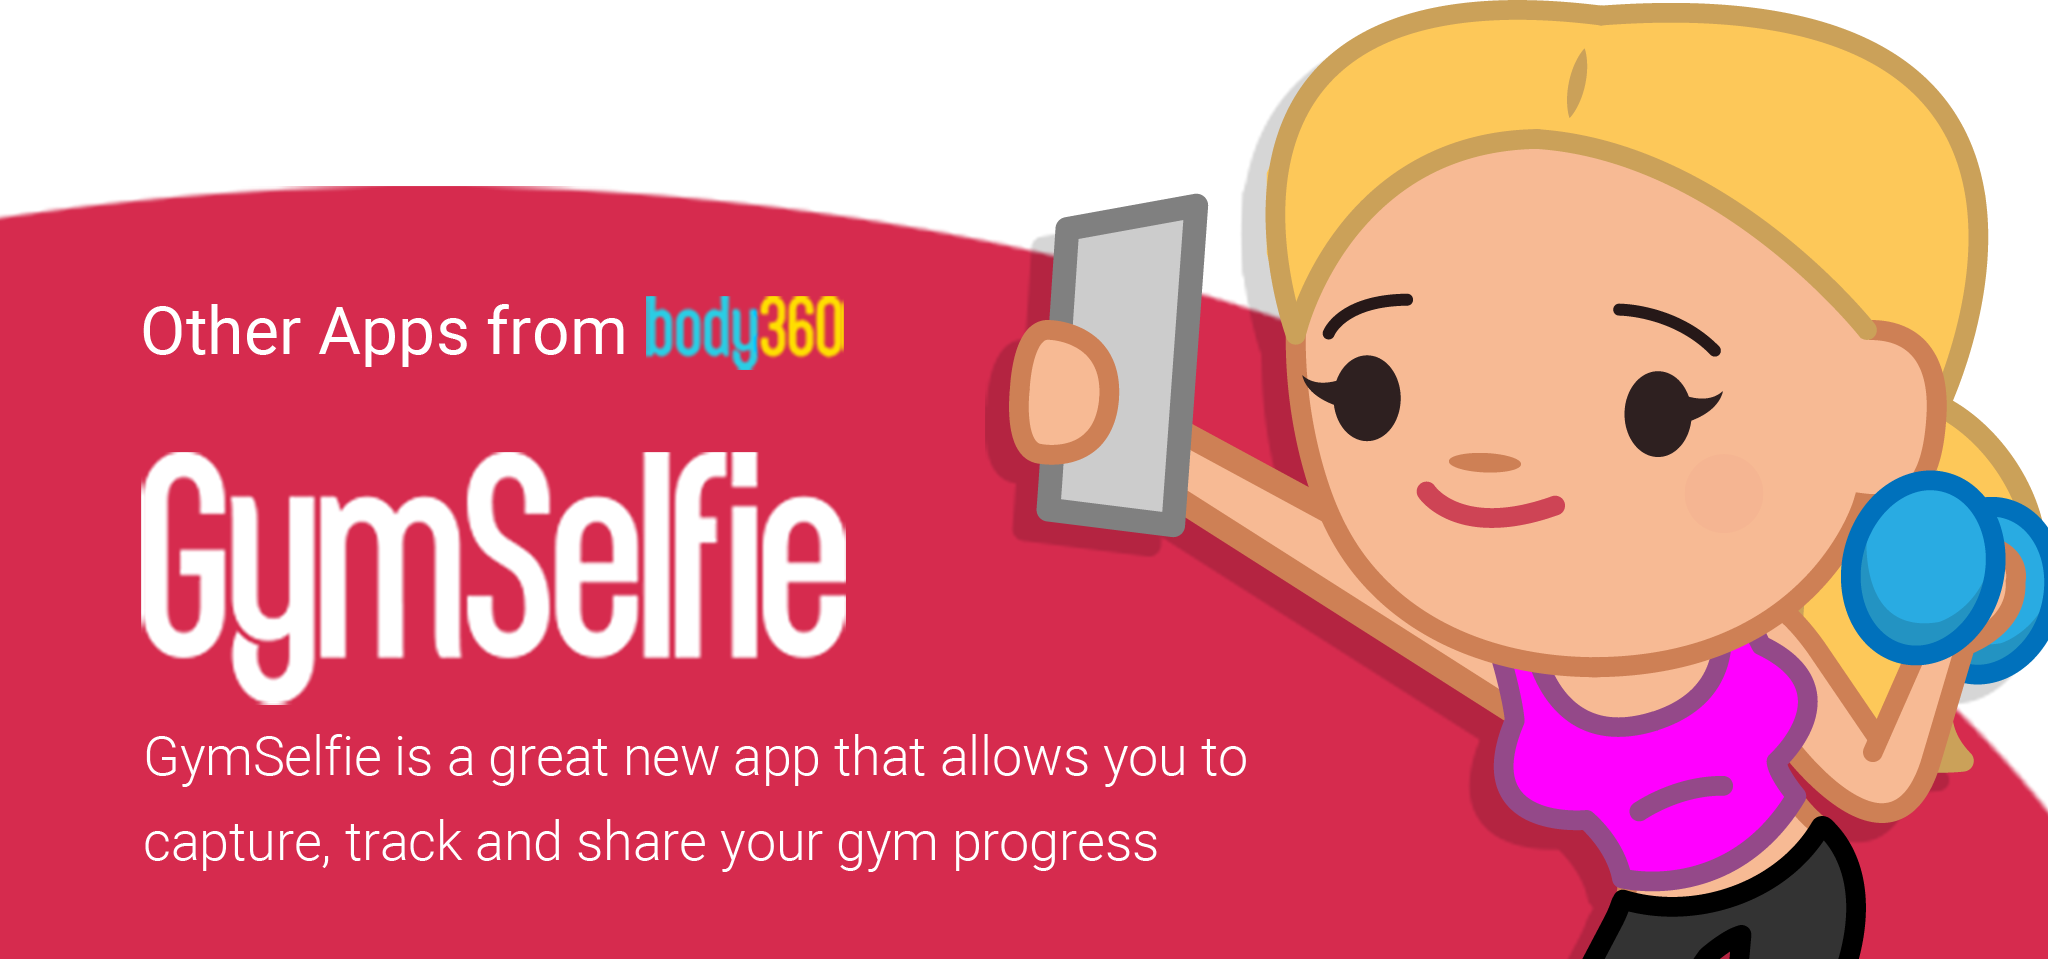 Other Apps from body360
GymSelfie
GymSelfie is a great new app that allows you to
capture, track and share your gym progress